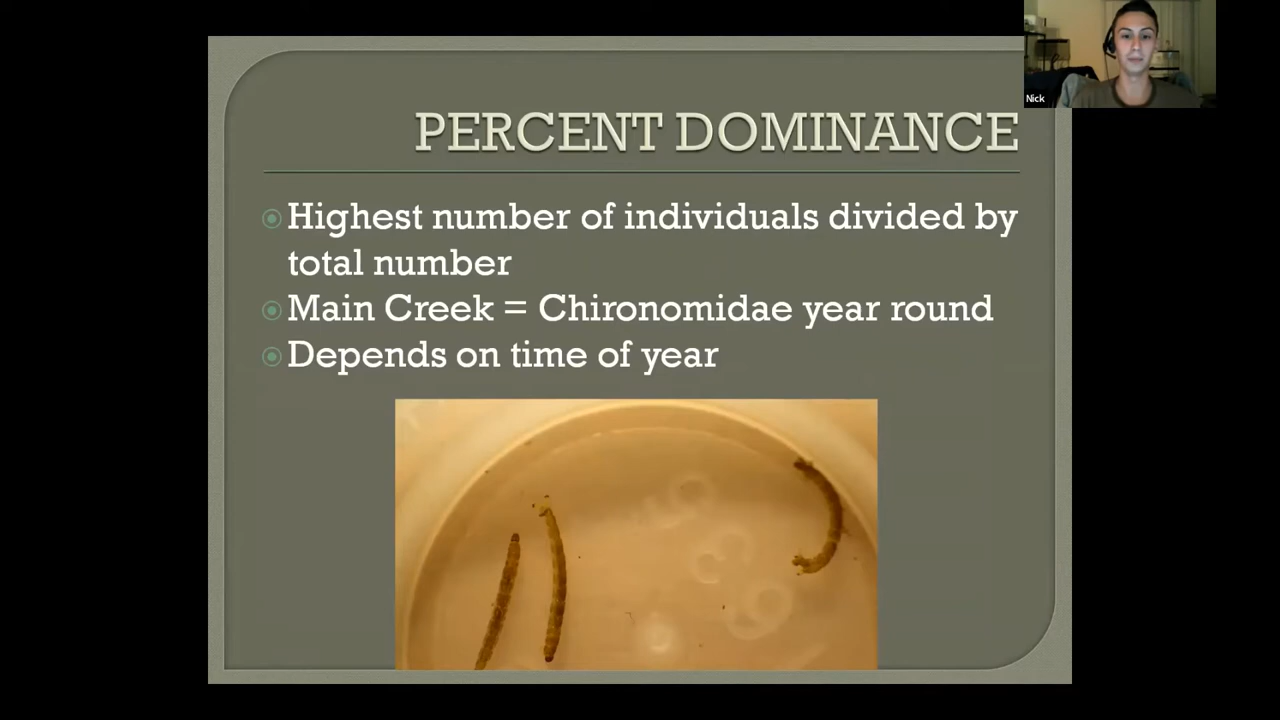 Nick
PERCENT DOMINANCE
Highest number of individuals divided by
total number
Main Creek = Chironomidae year round
Depends on time of year